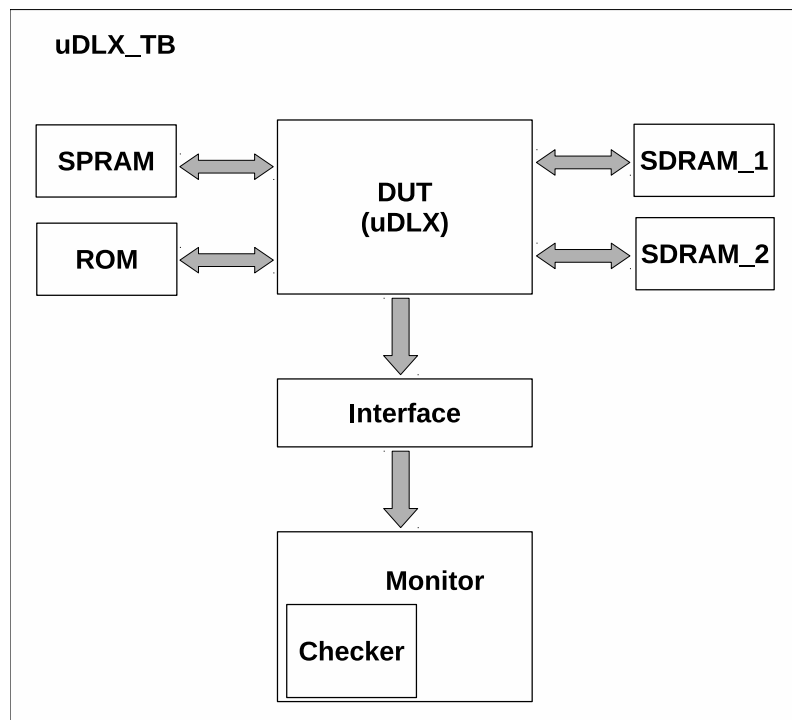 uDLX_TB
SPRAM
DUT
(uDLX)
SDRAM_1
ROM
SDRAM_2
Interface
Monitor
Checker